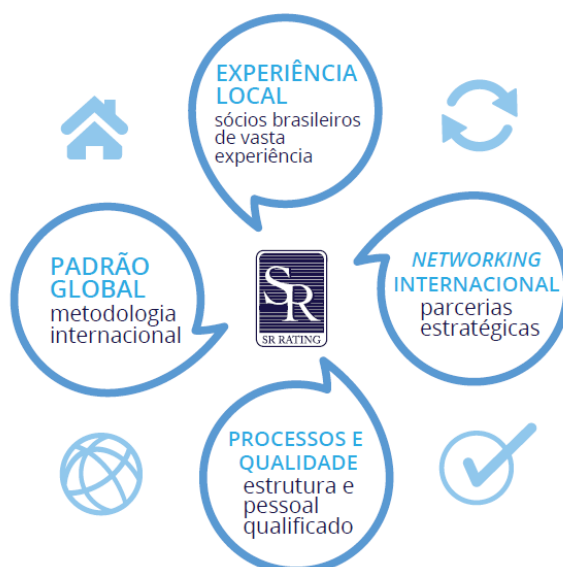 EXPERIÊNCIA
LOCAL
sócios brasileiros
de vasta
experiência
PADRÃO
GLOBAL
metodologia
internacional
SR
SR RATING
NETWORKING
INTERNACIONAL
parcerias
estratégicas
PROCESSOS E
QUALIDADE
estrutura e
pessoal
qualificado